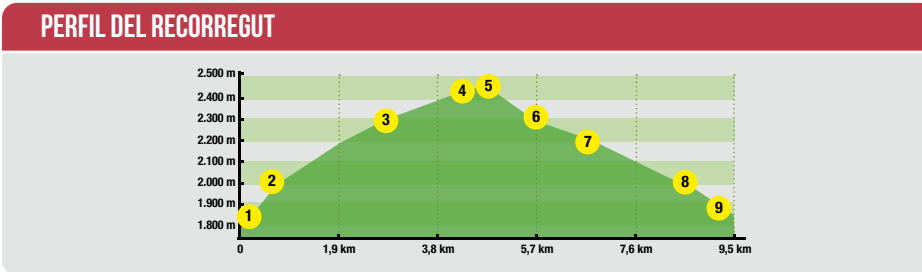 PERFIL DEL RECORREGUT
2.500 m
2.400 m
2.300 m
2.200 m
2.100 m
2.000 m
1.900 m
1.800 m
1
2
3
4
5
6
7
8
9
0
1,9 km
3,8 km
5,7 km
7,6 km
9,5 km